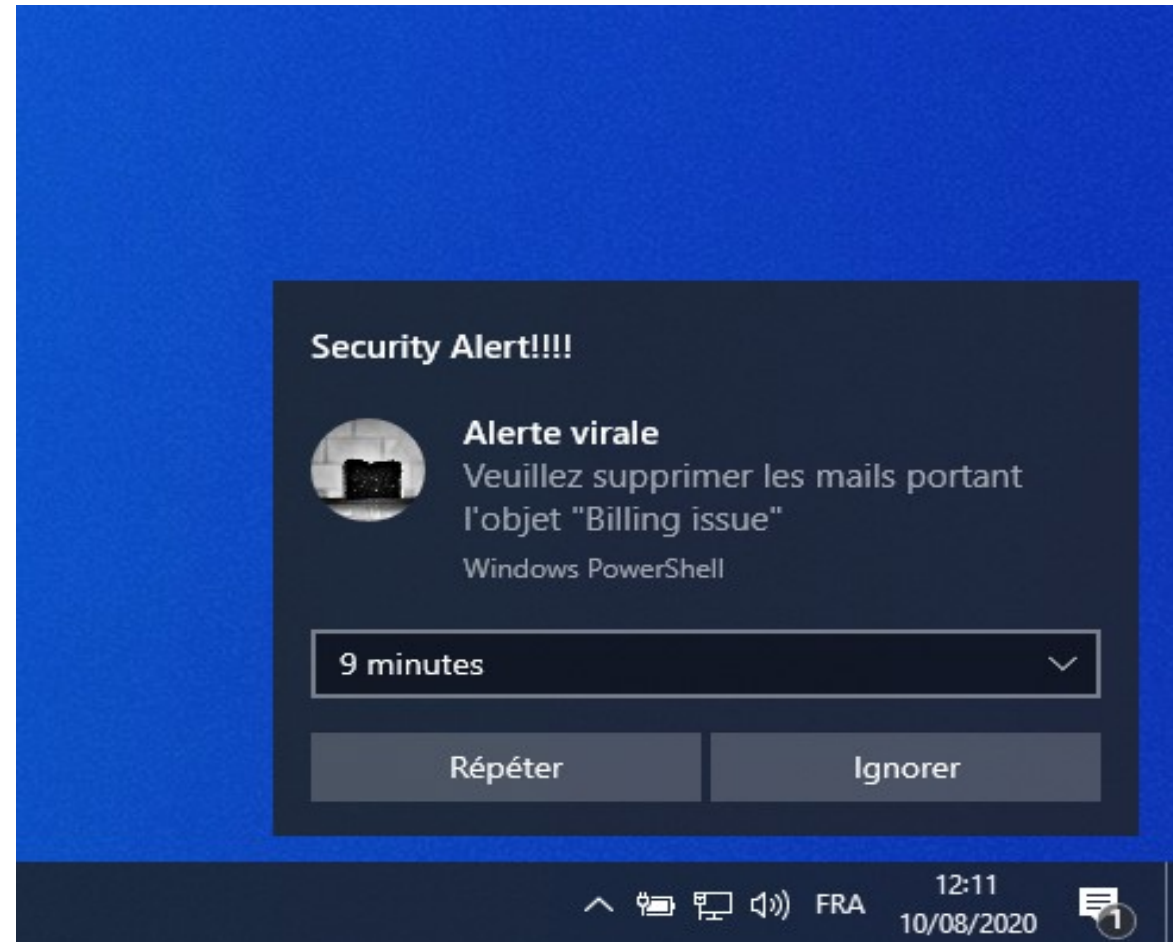 Security Alert!!!!
Alerte virale
Veuillez supprimer les mails portant
l'objet "Billing issue"
Windows PowerShell
9 minutes
Répéter
Ignorer
FRA
12:11
10/08/2020
1